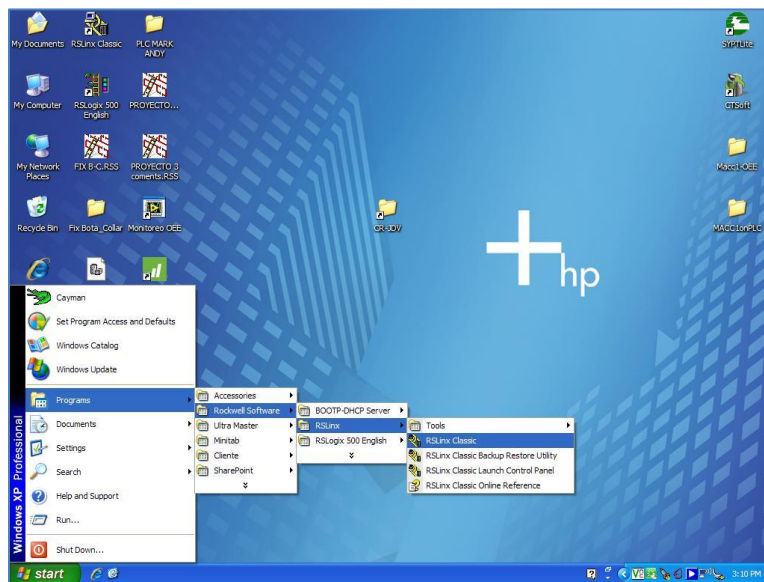 My Documents
RSLinx Classic
PLC MARK
ANDY
SYPTLite
My Computer
RSLogix 500
English
PROYECTO...
CTSoft
My Network
Places
FIX B-C.RSS
PROYECTO 3
coments.RSS
Macc1-OEE
Recycle Bin
Fix Bota_Collar
Monitoreo OEE
CR-JDV
MACC1onPLC
hp
Cayman
Set Program Access and Defaults
Windows Catalog
Windows Update
Programs
Documents
Settings
Search
Help and Support
Run...
Shut Down...
Windows XP Professional
Accessories
Rockwell Software
Ultra Master
Minitab
Cliente
SharePoint
BOOTP-DHCP Server
RSLinx
RSLogix 500 English
Tools
RSLinx Classic
RSLinx Classic Backup Restore Utility
RSLinx Classic Launch Control Panel
RSLinx Classic Online Reference
start
3:10 PM